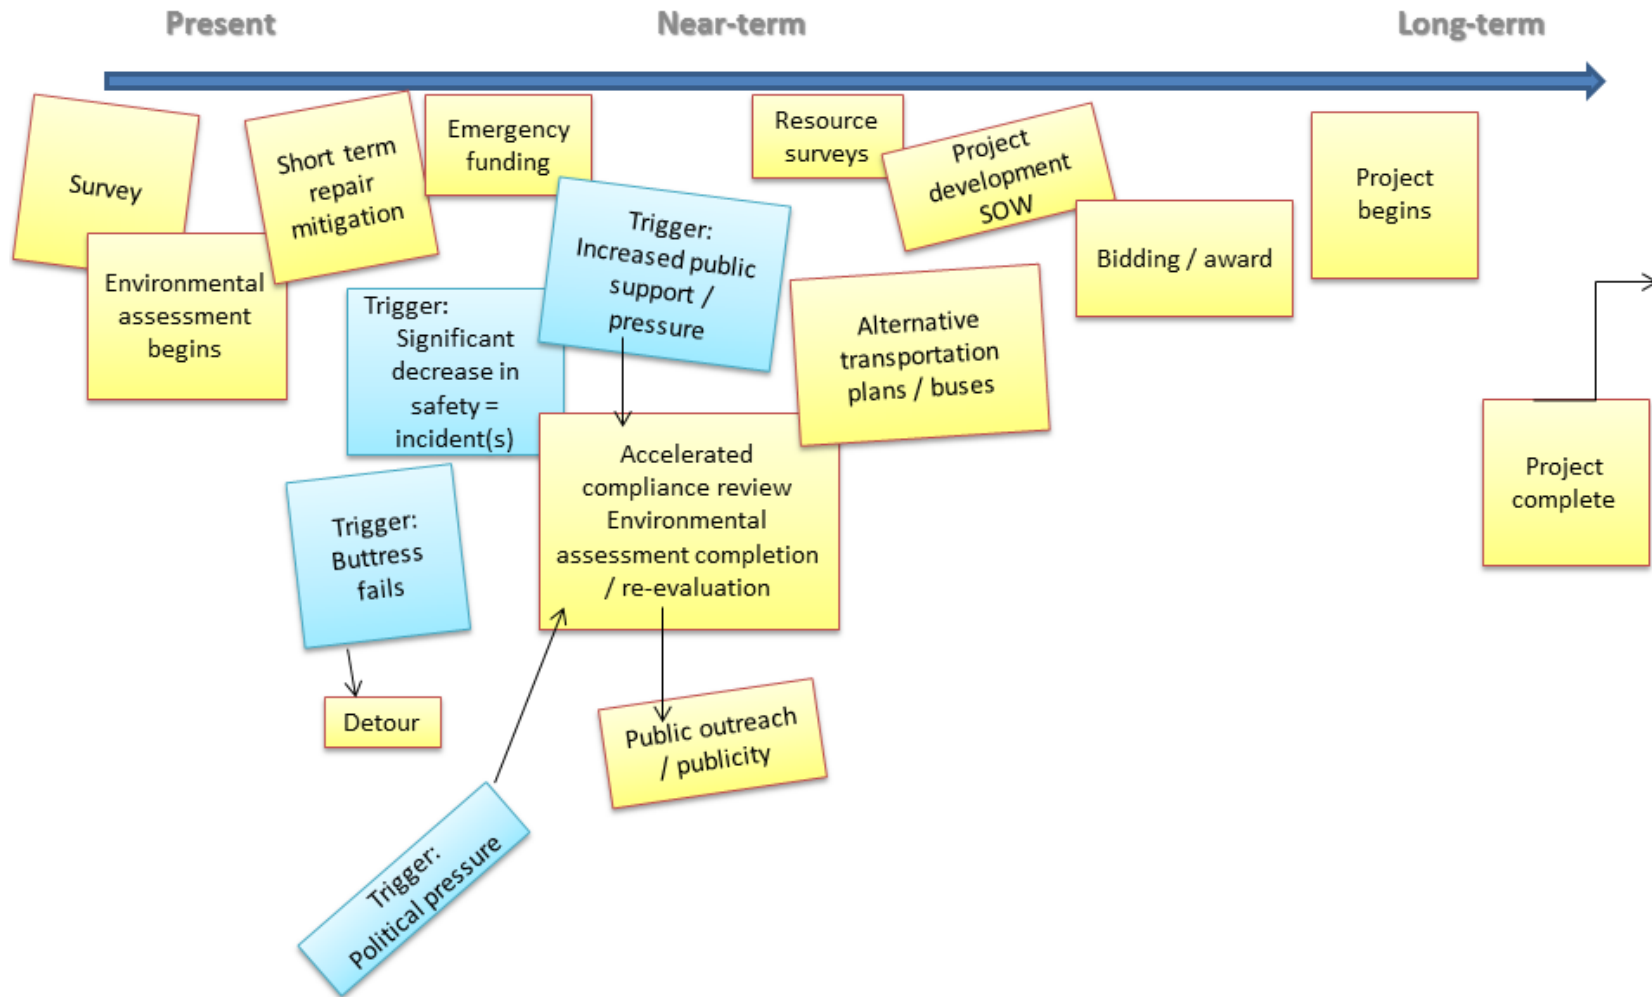 Present
Near-term
Long-term
Survey
Environmental
assessment
begins
Short term
repair
mitigation
Emergency
funding
Trigger:
Significant
decrease in
safety =
incident(s)
Trigger:
Increased public
support /
pressure
Trigger:
Buttress
fails
Detour
Trigger:
Political pressure
Accelerated
compliance review
Environmental
assessment completion
/ re-evaluation
Public outreach
/ publicity
Resource
surveys
Project
development
SOW
Alternative
transportation
plans / buses
Bidding / award
Project
begins
Project
complete